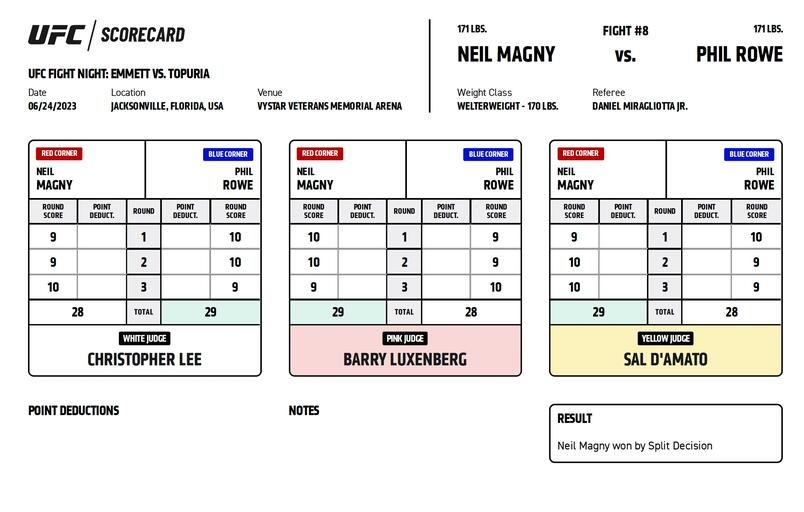 UFC / SCORECARD
UFC FIGHT NIGHT: EMMETT VS. TOPURIA
Date Location Venue
06/24/2023 JACKSONVILLE, FLORIDA, USA VYSTAR VETERANS MEMORIAL ARENA
171 LBS. FIGHT #8 171 LBS.
NEIL MAGNY VS. PHIL ROWE
Weight Class Referee
WELTERWEIGHT - 170 LBS. DANIEL MIRAGLIOTTA JR.
RED CORNER BLUE CORNER
NEIL PHIL
MAGNY ROWE
ROUND SCORE POINT DEDUCT. ROUND POINT DEDUCT. ROUND SCORE
9 1 10
9 2 10
10 3 9
28 TOTAL 29
WHITE JUDGE
CHRISTOPHER LEE
RED CORNER BLUE CORNER
NEIL PHIL
MAGNY ROWE
ROUND SCORE POINT DEDUCT. ROUND POINT DEDUCT. ROUND SCORE
10 1 9
10 2 9
9 3 10
29 TOTAL 28
PINK JUDGE
BARRY LUXENBERG
RED CORNER BLUE CORNER
NEIL PHIL
MAGNY ROWE
ROUND SCORE POINT DEDUCT. ROUND POINT DEDUCT. ROUND SCORE
9 1 10
10 2 9
10 3 9
29 TOTAL 28
YELLOW JUDGE
SAL D'AMATO
POINT DEDUCTIONS
NOTES
RESULT
Neil Magny won by Split Decision